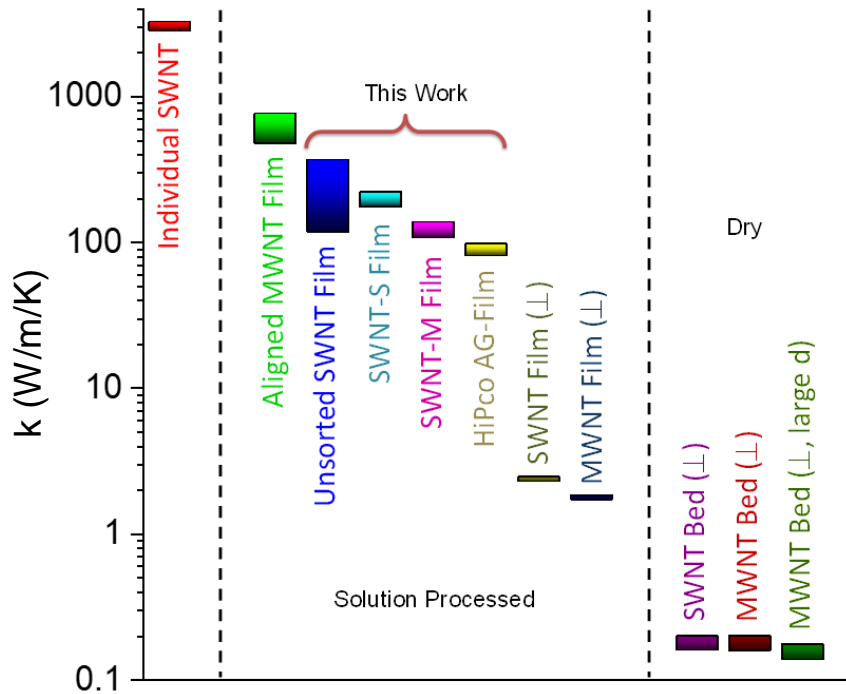 k (W/m/K)
1000
100
10
1
0.1
Individual SWNT
Aligned MWNT Film
This Work
Unsorted SWNT Film
SWNT-S Film
SWNT-M Film
HiPco AG-Film
SWNT Film (⊥)
MWNT Film (⊥)
Solution Processed
Dry
SWNT Bed (⊥)
MWNT Bed (⊥)
MWNT Bed (⊥, large d)